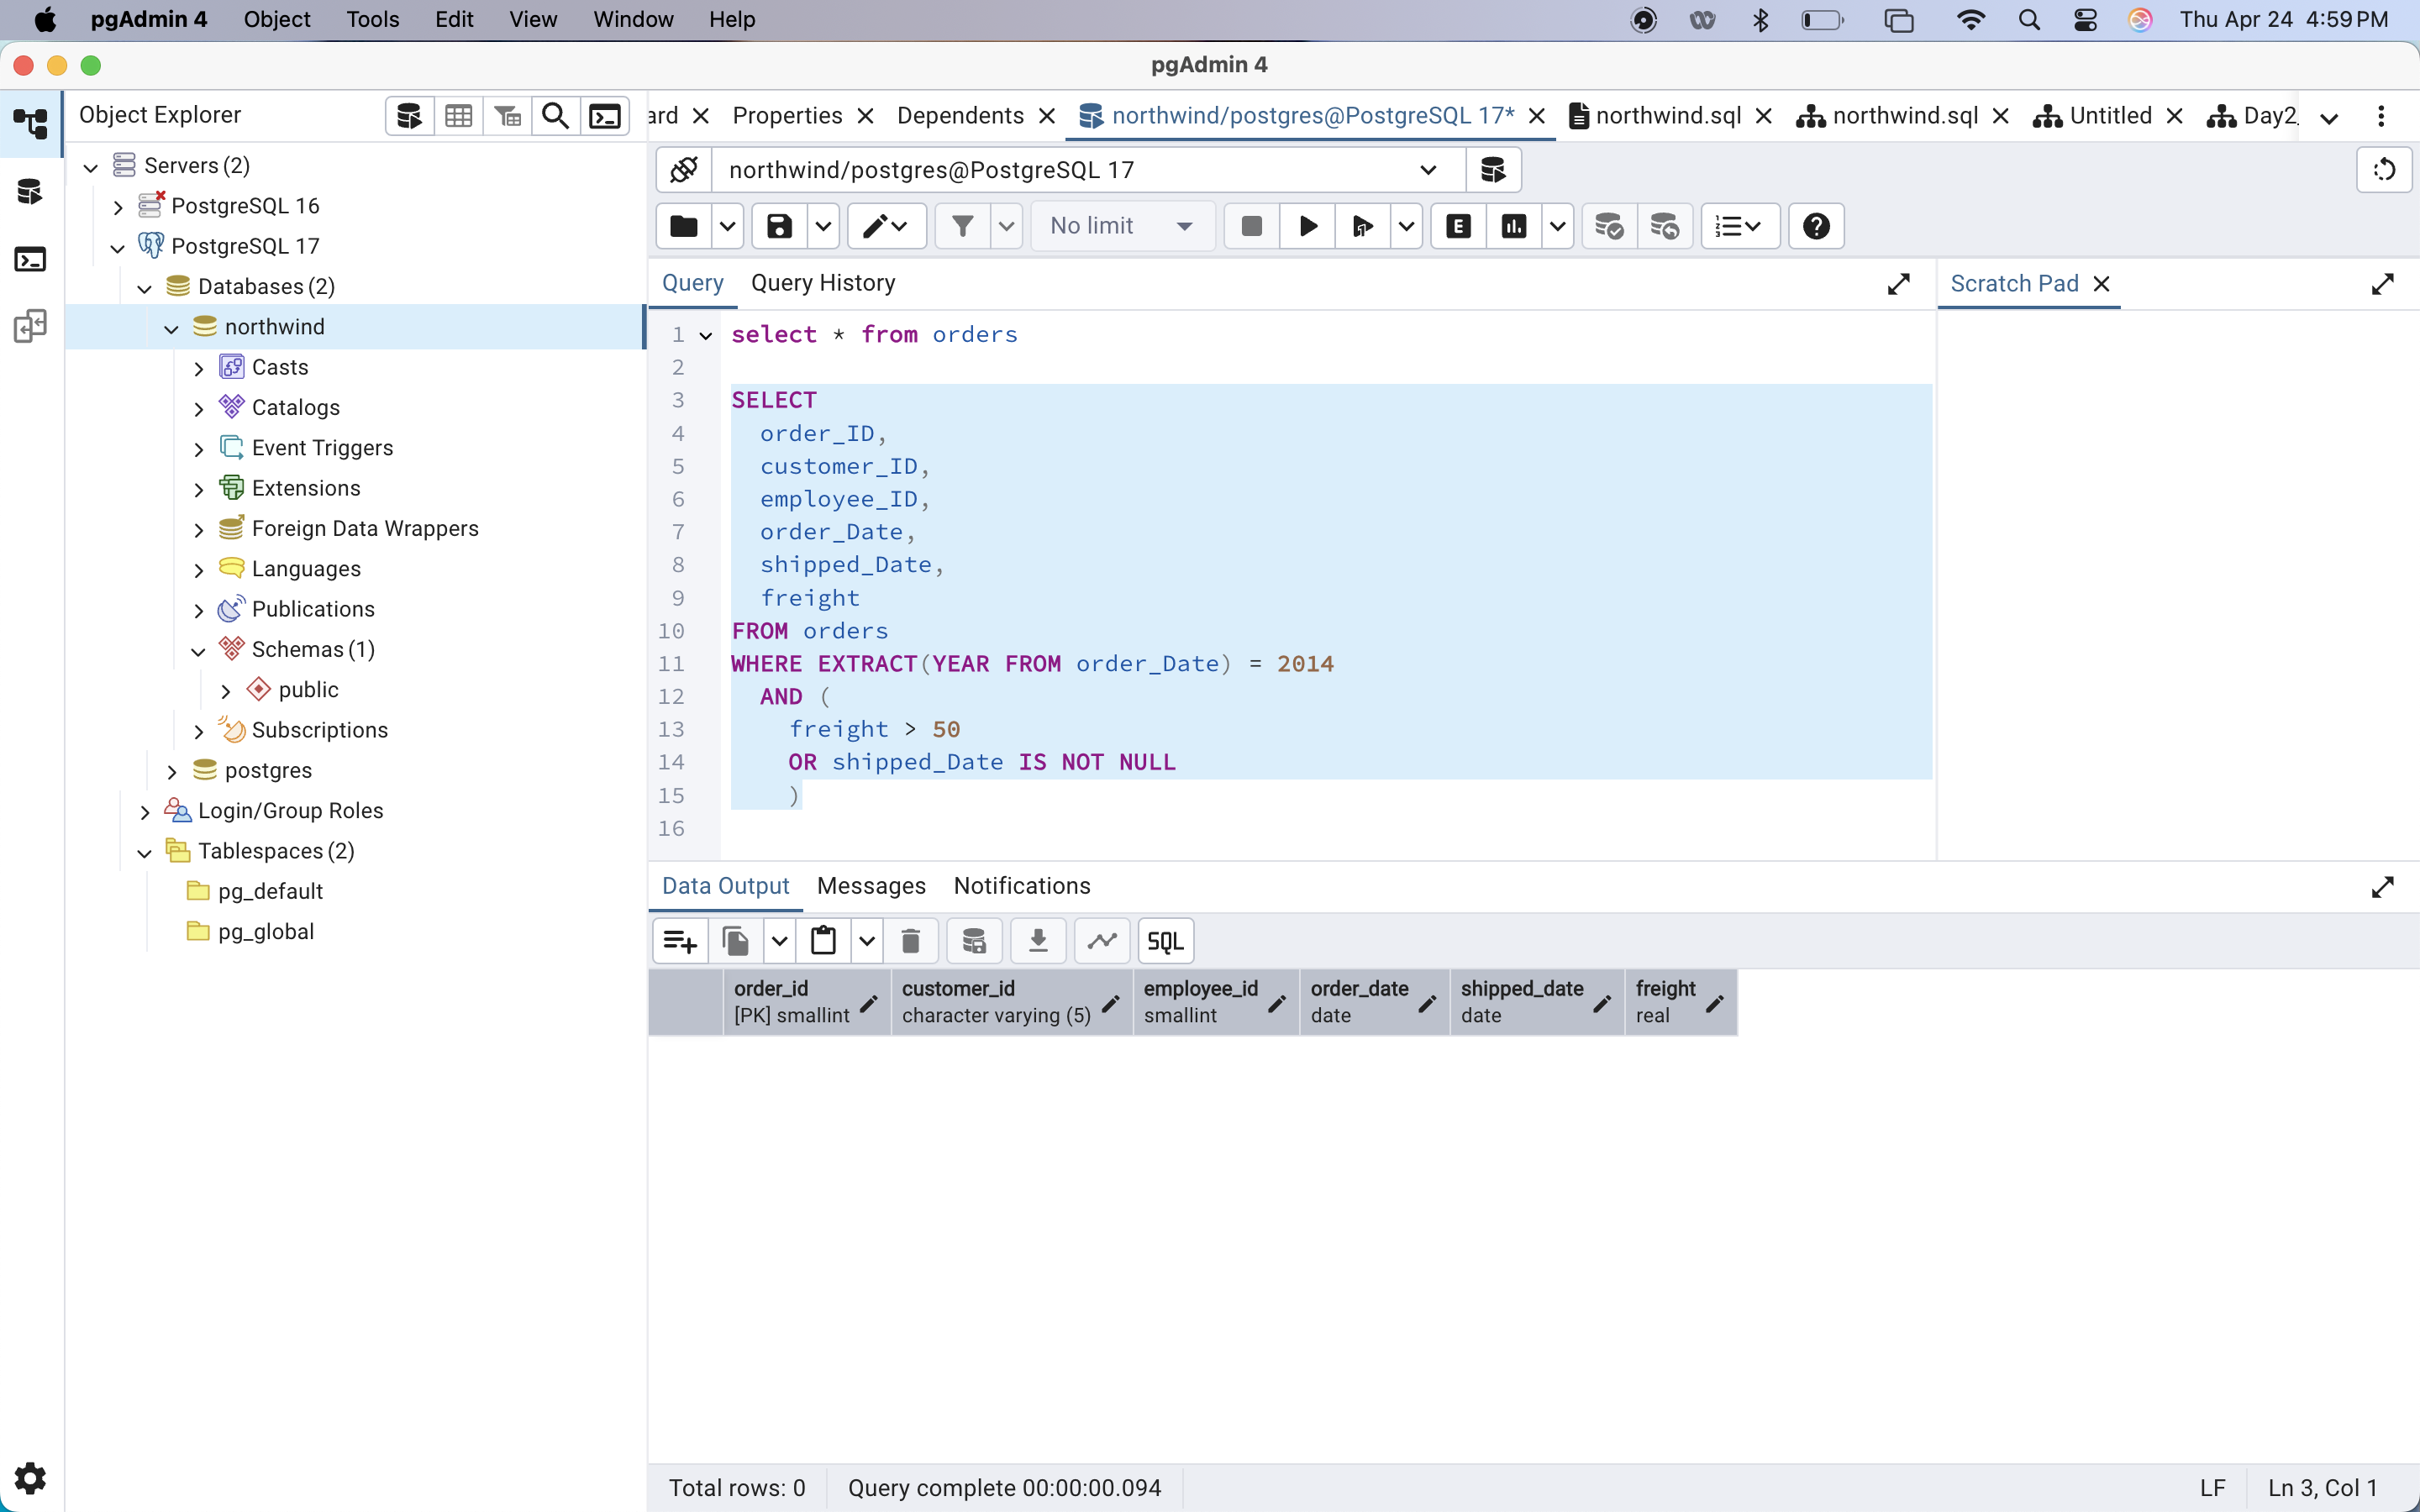 pgAdmin 4 Object Tools Edit View Window Help Thu Apr 24 4:59 PM
pgAdmin 4
Object Explorer
ard Properties Dependents northwind/postgres@PostgreSQL 17* northwind.sql northwind.sql Untitled Day2
Servers (2)
PostgreSQL 16
PostgreSQL 17
Databases (2)
northwind
Casts
Catalogs
Event Triggers
Extensions
Foreign Data Wrappers
Languages
Publications
Schemas (1)
public
Subscriptions
postgres
Login/Group Roles
Tablespaces (2)
pg_default
pg_global
northwind/postgres@PostgreSQL 17
No limit
E
Query Query History
Scratch Pad
1 select * from orders
2
3 SELECT
4 order_ID,
5 customer_ID,
6 employee_ID,
7 order_Date,
8 shipped_Date,
9 freight
10 FROM orders
11 WHERE EXTRACT(YEAR FROM order_Date) = 2014
12 AND (
13 freight > 50
14 OR shipped_Date IS NOT NULL
15 )
16
Data Output Messages Notifications
SQL
order_id customer_id employee_id order_date shipped_date freight
[PK] smallint character varying (5) smallint date date real
Total rows: 0 Query complete 00:00:00.094 LF Ln 3, Col 1